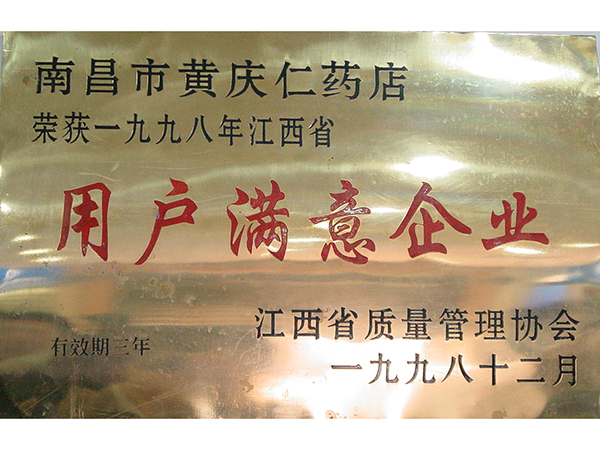 南昌市黄庆仁药店
荣获一九九八年江西省
用户满意企业
江西省质量管理协会
有效期三年
一九九八十二月